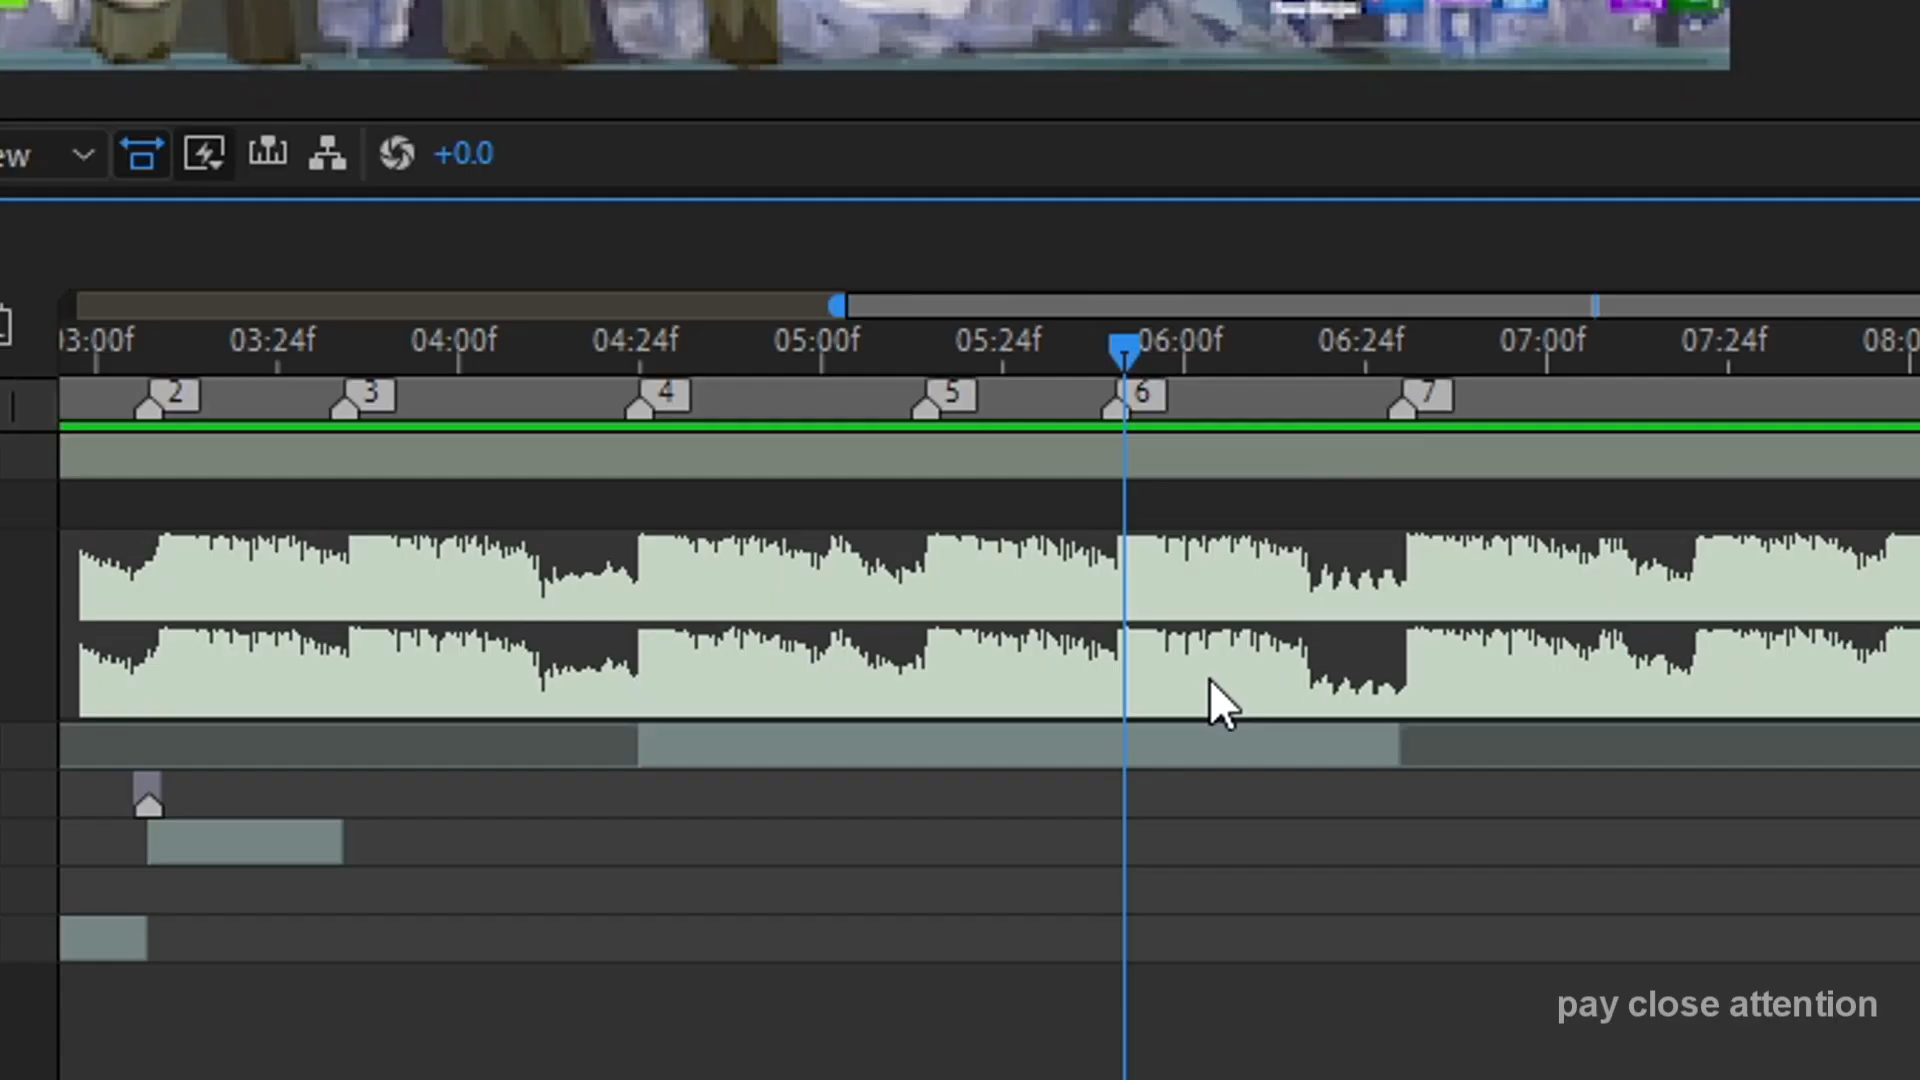 ew
+0.0
03:00f 03:24f 04:00f 04:24f 05:00f 05:24f 06:00f 06:24f 07:00f 07:24f 08:0
2 3 4 5 6 7
pay close attention